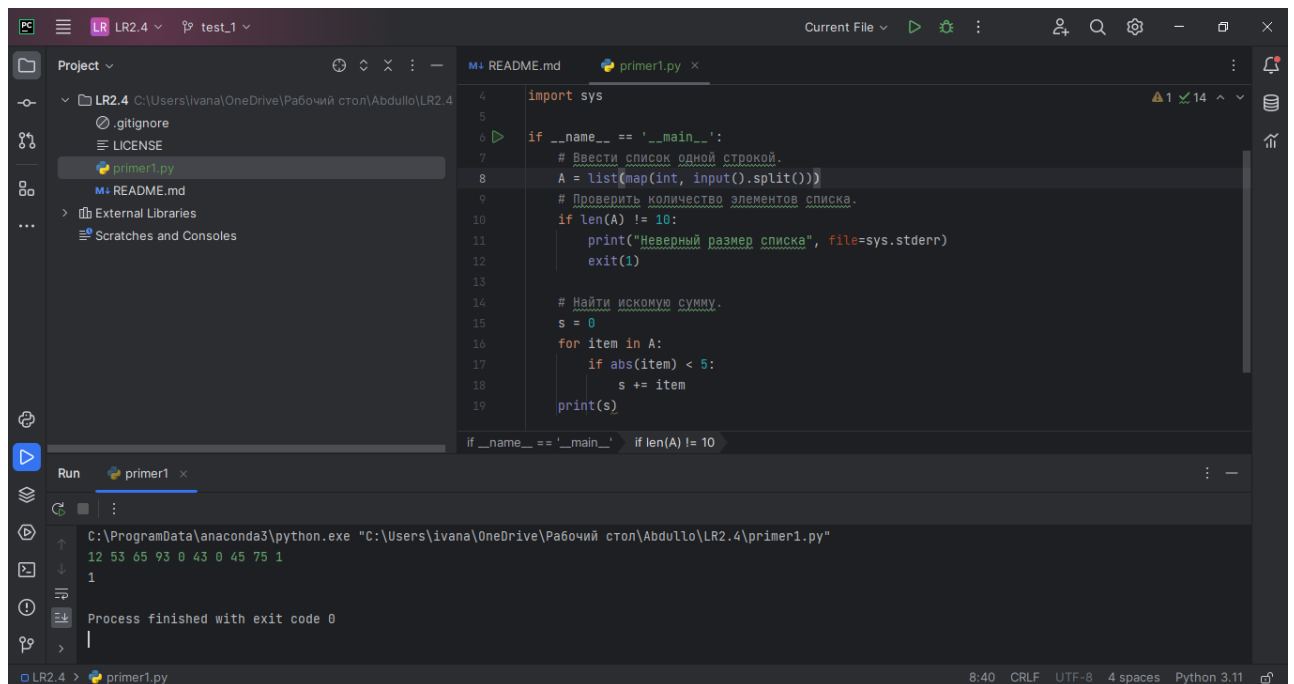 PC LR LR2.4 test_1 Current File
Project
LR2.4 C:\Users\ivana\OneDrive\Рабочий стол\Abdullo\LR2.4
.gitignore
LICENSE
primer1.py
M↓ README.md
External Libraries
Scratches and Consoles
M↓ README.md primer1.py
1 14
4 import sys
5
6 if __name__ == '__main__':
7 # Ввести список одной строкой.
8 A = list(map(int, input().split()))
9 # Проверить количество элементов списка.
10 if len(A) != 10:
11 print("Неверный размер списка", file=sys.stderr)
12 exit(1)
13
14 # Найти искомую сумму.
15 s = 0
16 for item in A:
17 if abs(item) < 5:
18 s += item
19 print(s)
if __name__ == '__main__' if len(A) != 10
Run primer1
C:\ProgramData\anaconda3\python.exe "C:\Users\ivana\OneDrive\Рабочий стол\Abdullo\LR2.4\primer1.py"
12 53 65 93 0 43 0 45 75 1
1
Process finished with exit code 0
LR2.4 > primer1.py 8:40 CRLF UTF-8 4 spaces Python 3.11